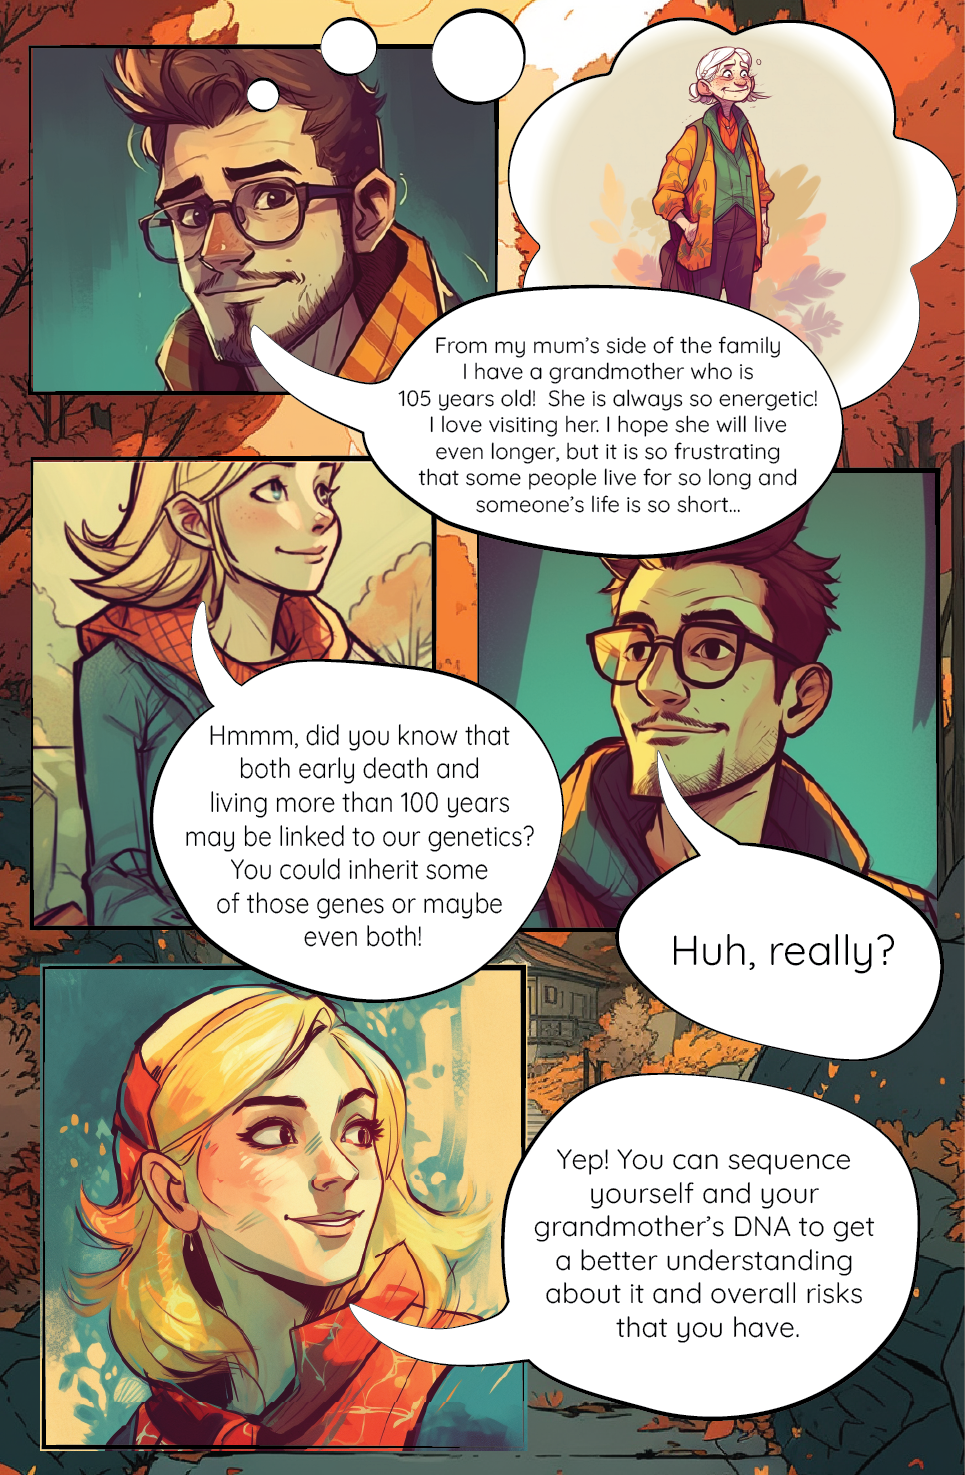 From my mum's side of the family
I have a grandmother who is
105 years old!  She is always so energetic!
I love visiting her. I hope she will live
even longer, but it is so frustrating
that some people live for so long and
someone's life is so short...
Hmmm, did you know that
both early death and
living more than 100 years
may be linked to our genetics?
You could inherit some
of those genes or maybe
even both!
Huh, really?
Yep! You can sequence
yourself and your
grandmother's DNA to get
a better understanding
about it and overall risks
that you have.